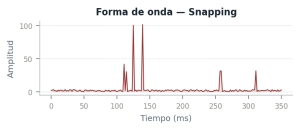 Forma de onda — Snapping
100
50
0
Amplitud
0 50 100 150 200 250 300 350
Tiempo (ms)